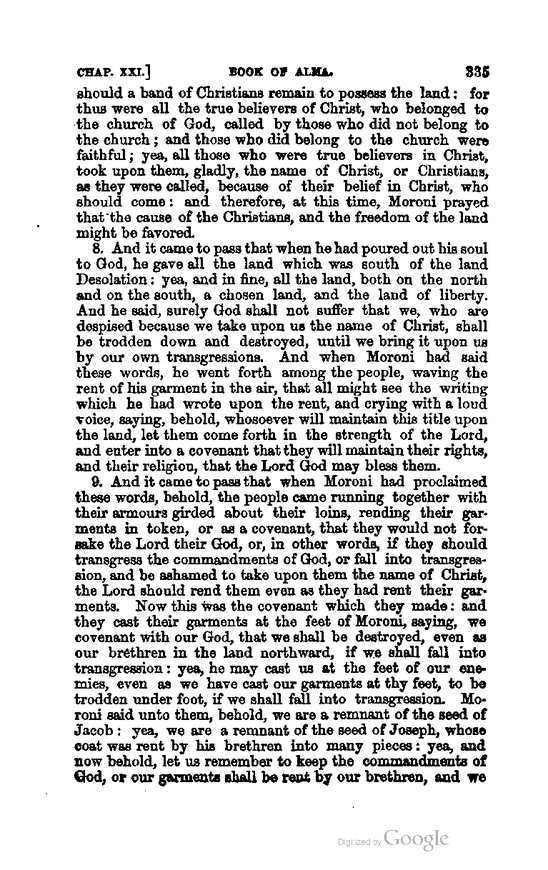 CHAP. XXI.] BOOK OF ALMA. 335
should a band of Christians remain to possess the land: for
thus were all the true believers of Christ, who belonged to
the church of God, called by those who did not belong to
the church; and those who did belong to the church were
faithful; yea, all those who were true believers in Christ,
took upon them, gladly, the name of Christ, or Christians,
as they were called, because of their belief in Christ, who
should come: and therefore, at this time, Moroni prayed
that the cause of the Christians, and the freedom of the land
might be favored.
8. And it came to pass that when he had poured out his soul
to God, he gave all the land which was south of the land
Desolation: yea, and in fine, all the land, both on the north
and on the south, a chosen land, and the land of liberty.
And he said, surely God shall not suffer that we, who are
despised because we take upon us the name of Christ, shall
be trodden down and destroyed, until we bring it upon us
by our own transgressions. And when Moroni had said
these words, he went forth among the people, waving the
rent of his garment in the air, that all might see the writing
which he had wrote upon the rent, and crying with a loud
voice, saying, behold, whosoever will maintain this title upon
the land, let them come forth in the strength of the Lord,
and enter into a covenant that they will maintain their rights,
and their religion, that the Lord God may bless them.
9. And it came to pass that when Moroni had proclaimed
these words, behold, the people came running together with
their armours girded about their loins, rending their gar-
ments in token, or as a covenant, that they would not for-
sake the Lord their God, or, in other words, if they should
transgress the commandments of God, or fall into transgres-
sion, and be ashamed to take upon them the name of Christ,
the Lord should rend them even as they had rent their gar-
ments. Now this was the covenant which they made: and
they cast their garments at the feet of Moroni, saying, we
covenant with our God, that we shall be destroyed, even as
our brethren in the land northward, if we shall fall into
transgression: yea, he may cast us at the feet of our ene-
mies, even as we have cast our garments at thy feet, to be
trodden under foot, if we shall fall into transgression. Mo-
roni said unto them, behold, we are a remnant of the seed of
Jacob: yea, we are a remnant of the seed of Joseph, whose
coat was rent by his brethren into many pieces: yea, and
now behold, let us remember to keep the commandments of
God, or our garments shall be rent by our brethren, and we
Digitized by Google